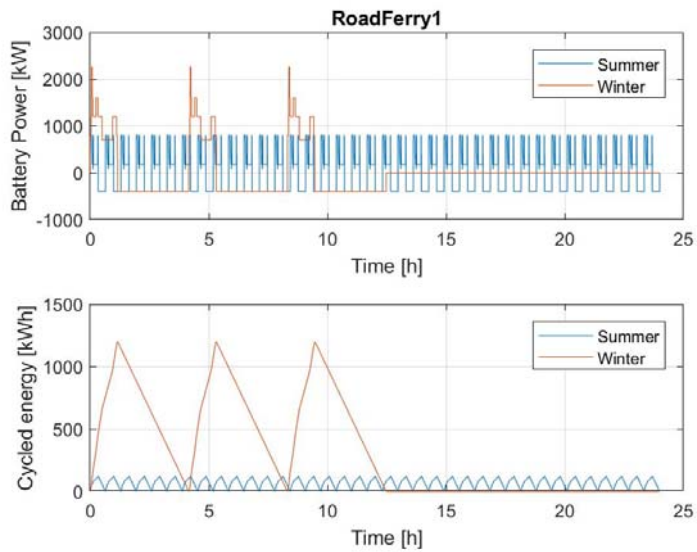 RoadFerry1
Battery Power [kW]
3000
2000
1000
0
-1000
Summer
Winter
0 5 10 15 20 25
Time [h]
Cycled energy [kWh]
1500
1000
500
0
Summer
Winter
0 5 10 15 20 25
Time [h]